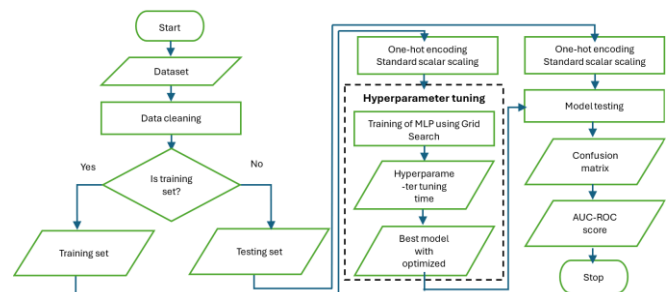 Start
Dataset
Data cleaning
Yes
No
Is training
set?
Training set
Testing set
One-hot encoding
Standard scalar scaling
Hyperparameter tuning
Training of MLP using Grid
Search
Hyperparame
-ter tuning
time
Best model
with
optimized
One-hot encoding
Standard scalar scaling
Model testing
Confusion
matrix
AUC-ROC
score
Stop